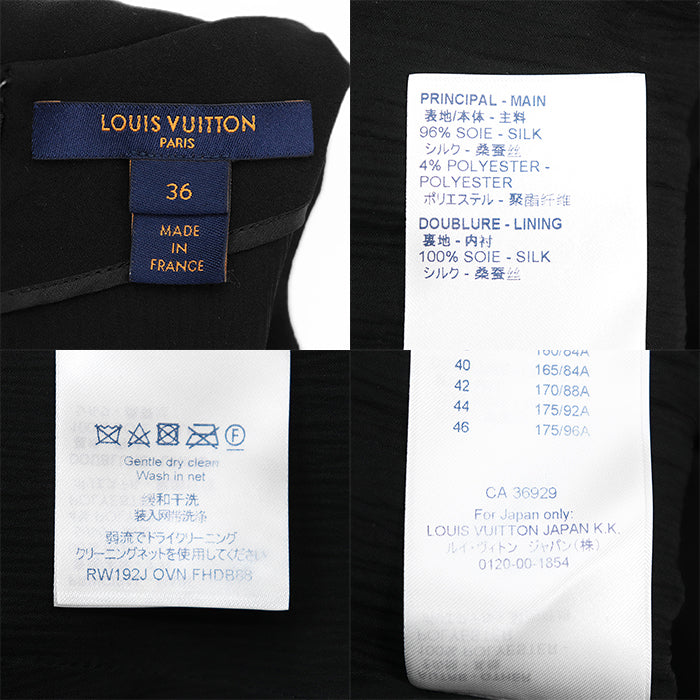 LOUIS VUITTON
PARIS
36
MADE
IN
FRANCE
PRINCIPAL - MAIN
表地/本体 - 主料
96% SOIE - SILK
シルク - 桑蚕丝
4% POLYESTER -
POLYESTER
ポリエステル - 聚酯纤维
DOUBLURE - LINING
裏地 - 内衬
100% SOIE - SILK
シルク - 桑蚕丝
F
Gentle dry clean
Wash in net
缓和干洗
装入网帯洗涤
弱流でドライクリーニング
クリーニングネットを使用してください
RW192J OVN FHDB88
160/84A
40 165/84A
42 170/88A
44 175/92A
46 175/96A
CA 36929
For Japan only:
LOUIS VUITTON JAPAN K.K.
ルイ・ヴィトン ジャパン(株)
0120-00-1854